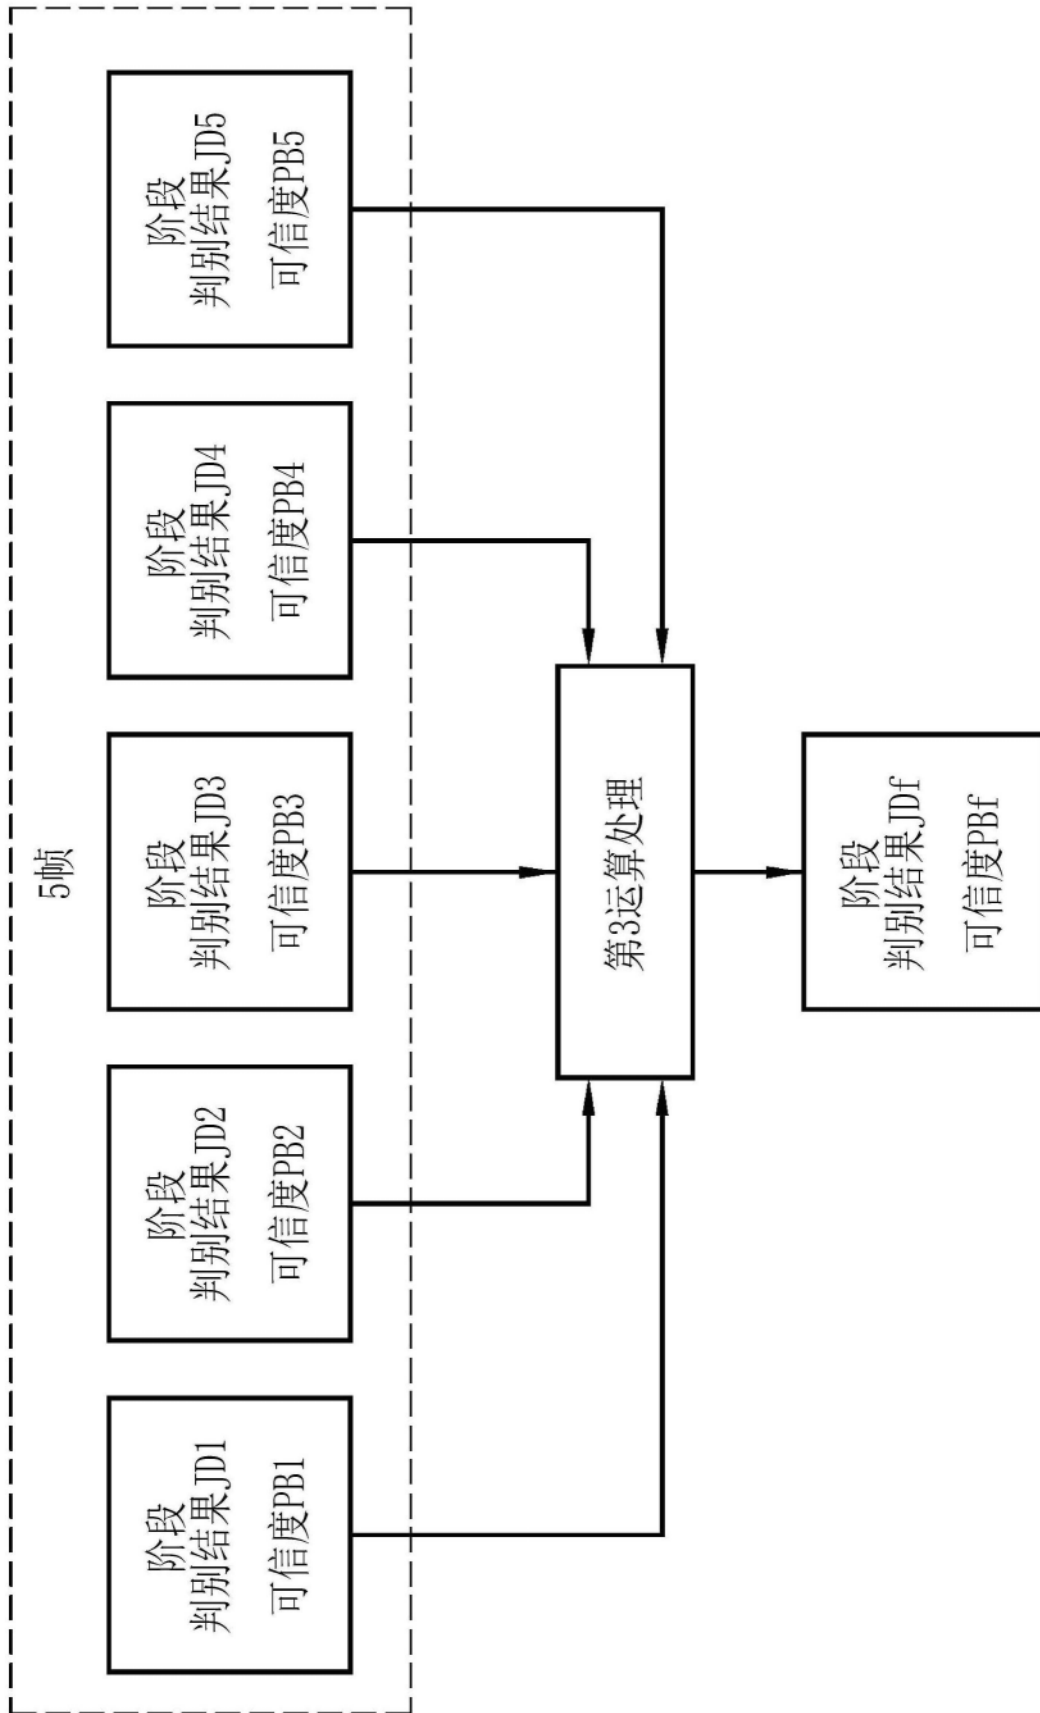 5帧
阶段
判别结果JD1
可信度PB1
阶段
判别结果JD2
可信度PB2
阶段
判别结果JD3
可信度PB3
阶段
判别结果JD4
可信度PB4
阶段
判别结果JD5
可信度PB5
第3运算处理
阶段
判别结果JDf
可信度PBf